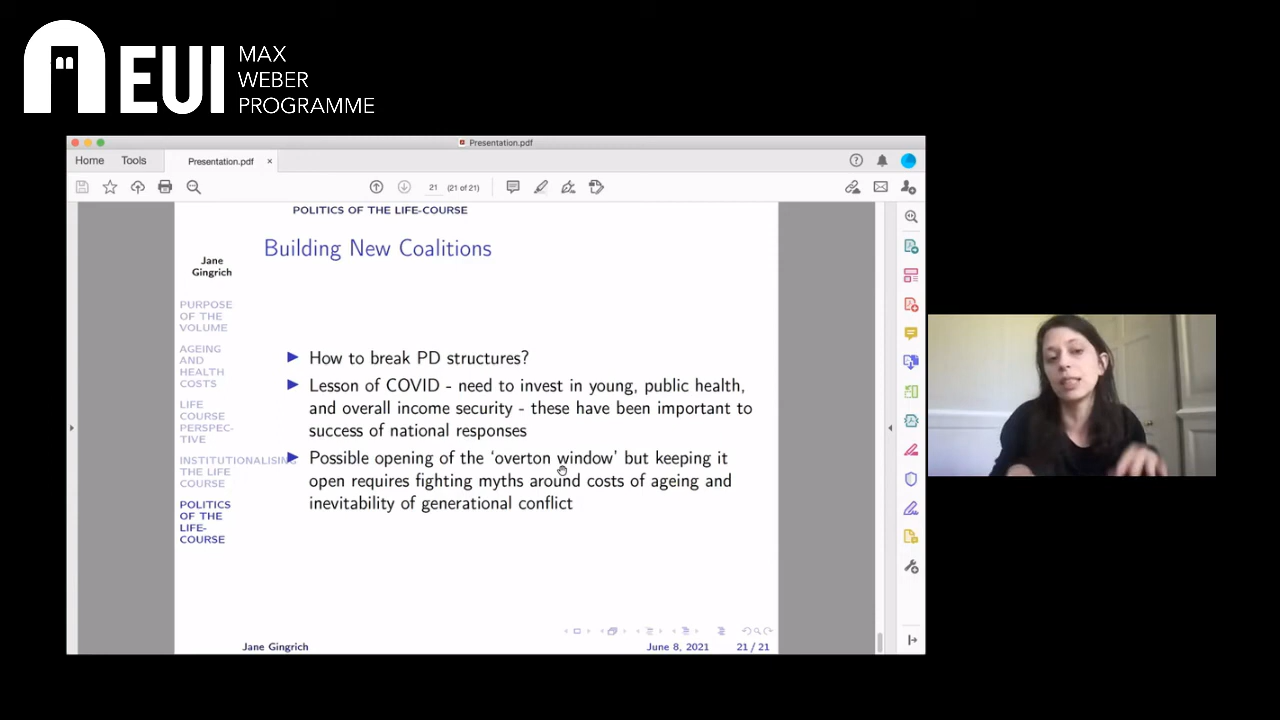 EUI
MAX
WEBER
PROGRAMME
Presentation.pdf
Home
Tools
Presentation.pdf
×
21
(21 of 21)
POLITICS OF THE LIFE-COURSE
Building New Coalitions
Jane
Gingrich
PURPOSE
OF THE
VOLUME
AGEING
AND
HEALTH
COSTS
LIFE
COURSE
PERSPEC-
TIVE
INSTITUTIONALISING
THE LIFE
COURSE
POLITICS
OF THE
LIFE-
COURSE
How to break PD structures?
Lesson of COVID - need to invest in young, public health,
and overall income security - these have been important to
success of national responses
Possible opening of the ‘overton window’ but keeping it
open requires fighting myths around costs of ageing and
inevitability of generational conflict
Jane Gingrich
June 8, 2021
21 / 21